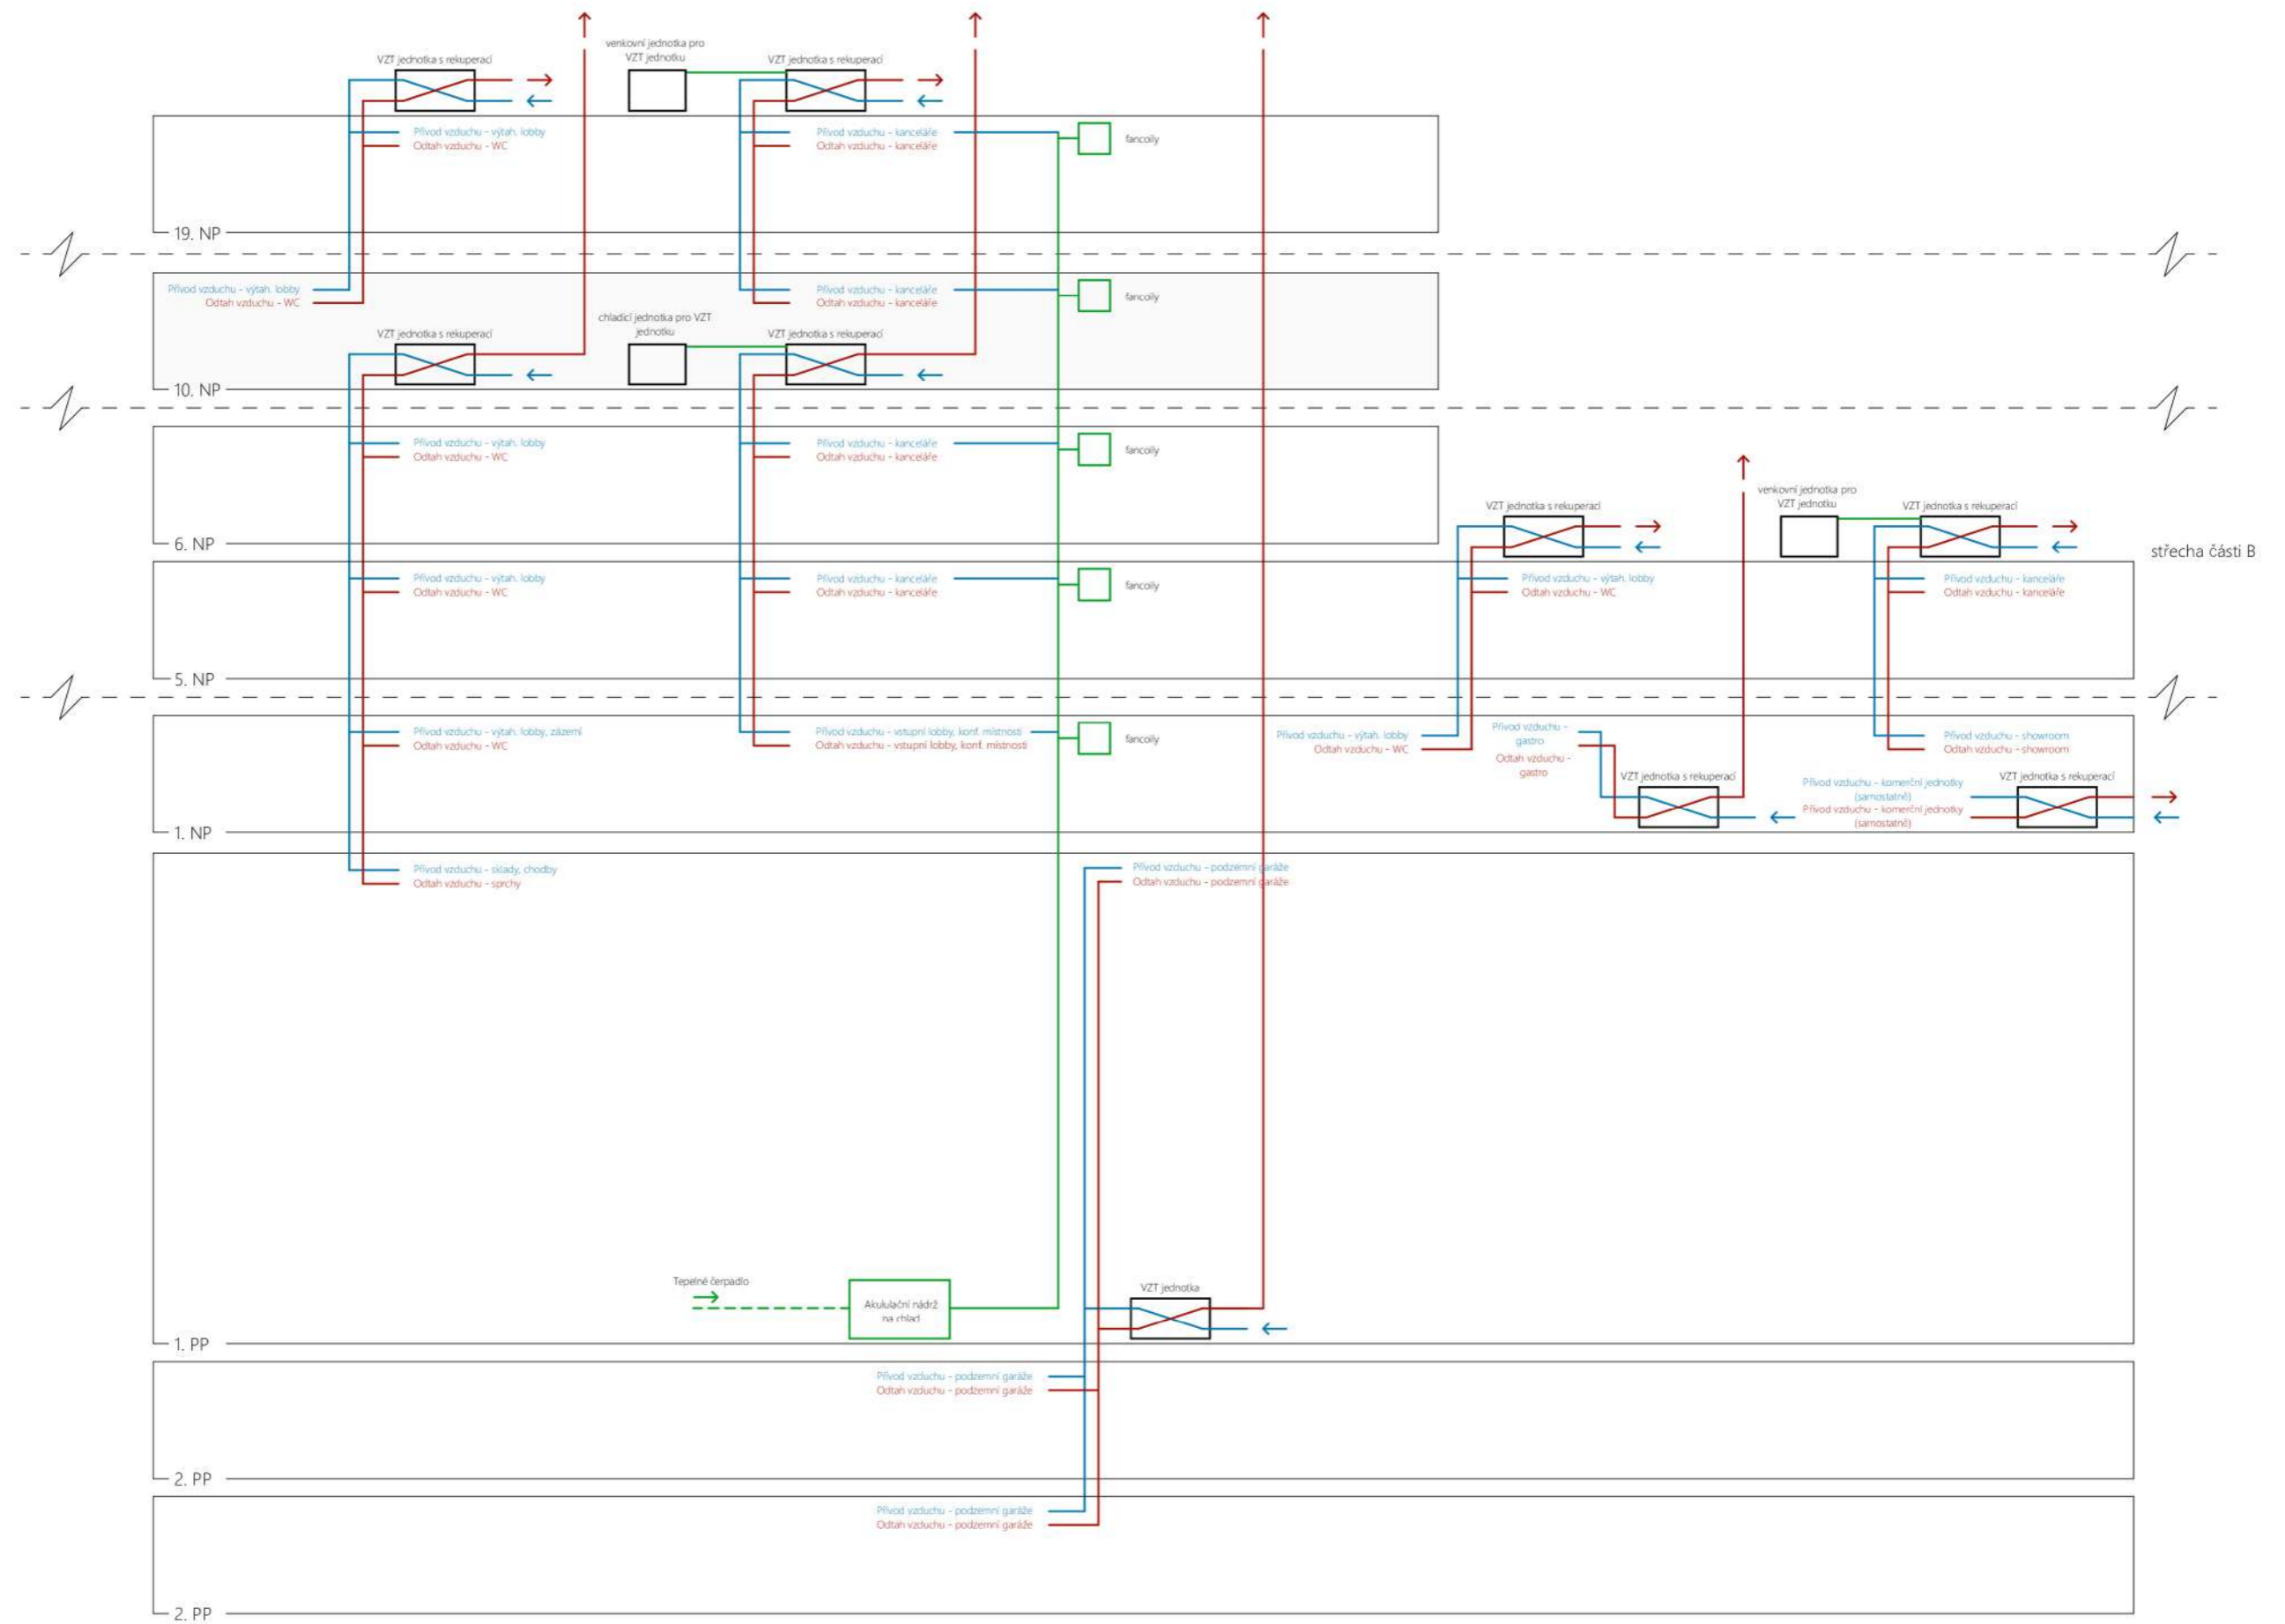 venkovní jednotka pro
VZT jednotku
VZT jednotka s rekuperací
VZT jednotka s rekuperací
Přívod vzduchu - výtah. lobby
Odtah vzduchu - WC
Přívod vzduchu - kanceláře
Odtah vzduchu - kanceláře
fancoily
19. NP
Přívod vzduchu - výtah. lobby
Odtah vzduchu - WC
Přívod vzduchu - kanceláře
Odtah vzduchu - kanceláře
fancoily
VZT jednotka s rekuperací
chladicí jednotka pro VZT
jednotku
VZT jednotka s rekuperací
10. NP
Přívod vzduchu - výtah. lobby
Odtah vzduchu - WC
Přívod vzduchu - kanceláře
Odtah vzduchu - kanceláře
fancoily
6. NP
VZT jednotka s rekuperací
venkovní jednotka pro
VZT jednotku
VZT jednotka s rekuperací
střecha části B
Přívod vzduchu - výtah. lobby
Odtah vzduchu - WC
Přívod vzduchu - kanceláře
Odtah vzduchu - kanceláře
fancoily
Přívod vzduchu - výtah. lobby
Odtah vzduchu - WC
Přívod vzduchu - kanceláře
Odtah vzduchu - kanceláře
5. NP
Přívod vzduchu - výtah. lobby, zázemí
Odtah vzduchu - WC
Přívod vzduchu - vstupní lobby, konf. místnosti
Odtah vzduchu - vstupní lobby, konf. místnosti
fancoily
Přívod vzduchu - výtah. lobby
Odtah vzduchu - WC
Přívod vzduchu -
gastro
Odtah vzduchu -
gastro
VZT jednotka s rekuperací
Přívod vzduchu - showroom
Odtah vzduchu - showroom
Přívod vzduchu - komerční jednotky
(samostatně)
Přívod vzduchu - komerční jednotky
(samostatně)
VZT jednotka s rekuperací
1. NP
Přívod vzduchu - sklady, chodby
Odtah vzduchu - sprchy
Přívod vzduchu - podzemní garáže
Odtah vzduchu - podzemní garáže
Tepelné čerpadlo
Akululační nádrž
na chlad
VZT jednotka
1. PP
Přívod vzduchu - podzemní garáže
Odtah vzduchu - podzemní garáže
2. PP
Přívod vzduchu - podzemní garáže
Odtah vzduchu - podzemní garáže
2. PP